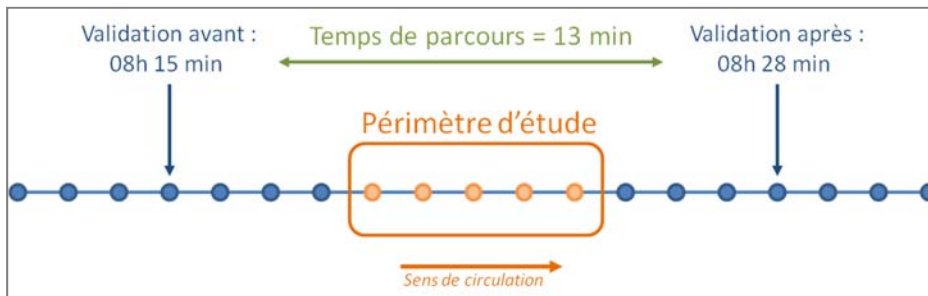 Validation avant :
08h 15 min
Temps de parcours = 13 min
Validation après :
08h 28 min
Périmètre d'étude
Sens de circulation